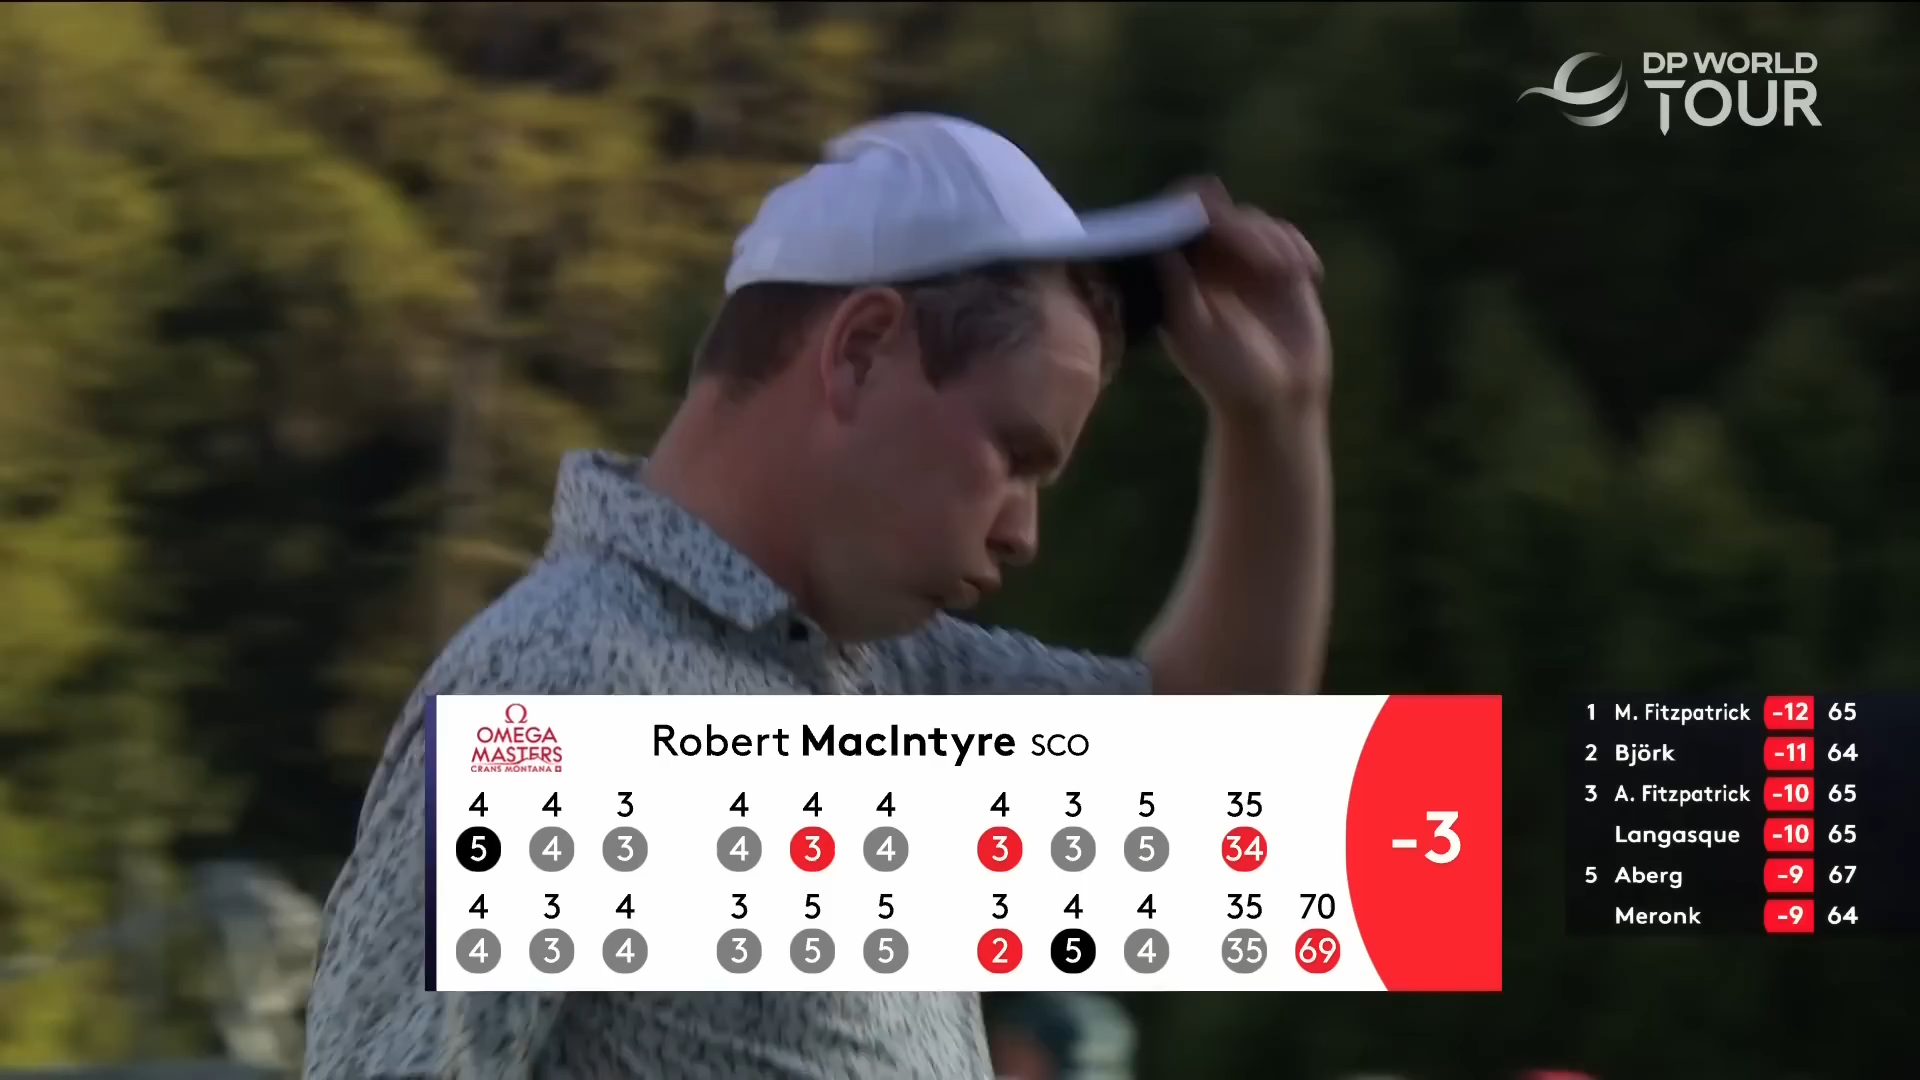 DP WORLD
TOUR
Ω
OMEGA
MASTERS
CRANS MONTANA
Robert MacIntyre SCO
4 4 3 4 4 4 4 3 5 35
5 4 3 4 3 4 3 3 5 34
4 3 4 3 5 5 3 4 4 35 70
4 3 4 3 5 5 2 5 4 35 69
-3
1 M. Fitzpatrick -12 65
2 Björk -11 64
3 A. Fitzpatrick -10 65
Langasque -10 65
5 Aberg -9 67
Meronk -9 64